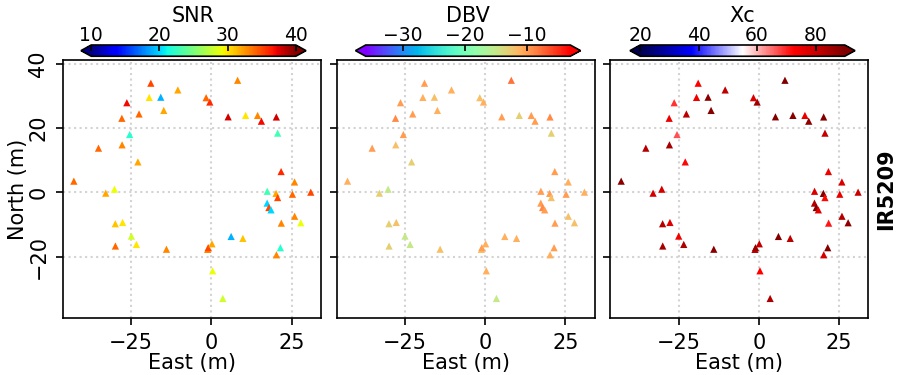 SNR DBV Xc
10 20 30 40 −30 −20 −10 20 40 60 80
40
20
0
−20
North (m)
−25 0 25 −25 0 25 −25 0 25
East (m) East (m) East (m)
IR5209